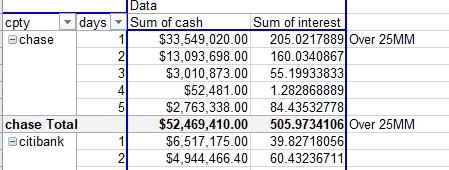 Data
cpty days Sum of cash Sum of interest
chase 1 $33,549,020.00 205.0217889 Over 25MM
2 $13,093,698.00 160.0340867
3 $3,010,873.00 55.19933833
4 $52,481.00 1.282868889
5 $2,763,338.00 84.43532778
chase Total $52,469,410.00 505.9734106 Over 25MM
citibank 1 $6,517,175.00 39.82718056
2 $4,944,466.40 60.43236711